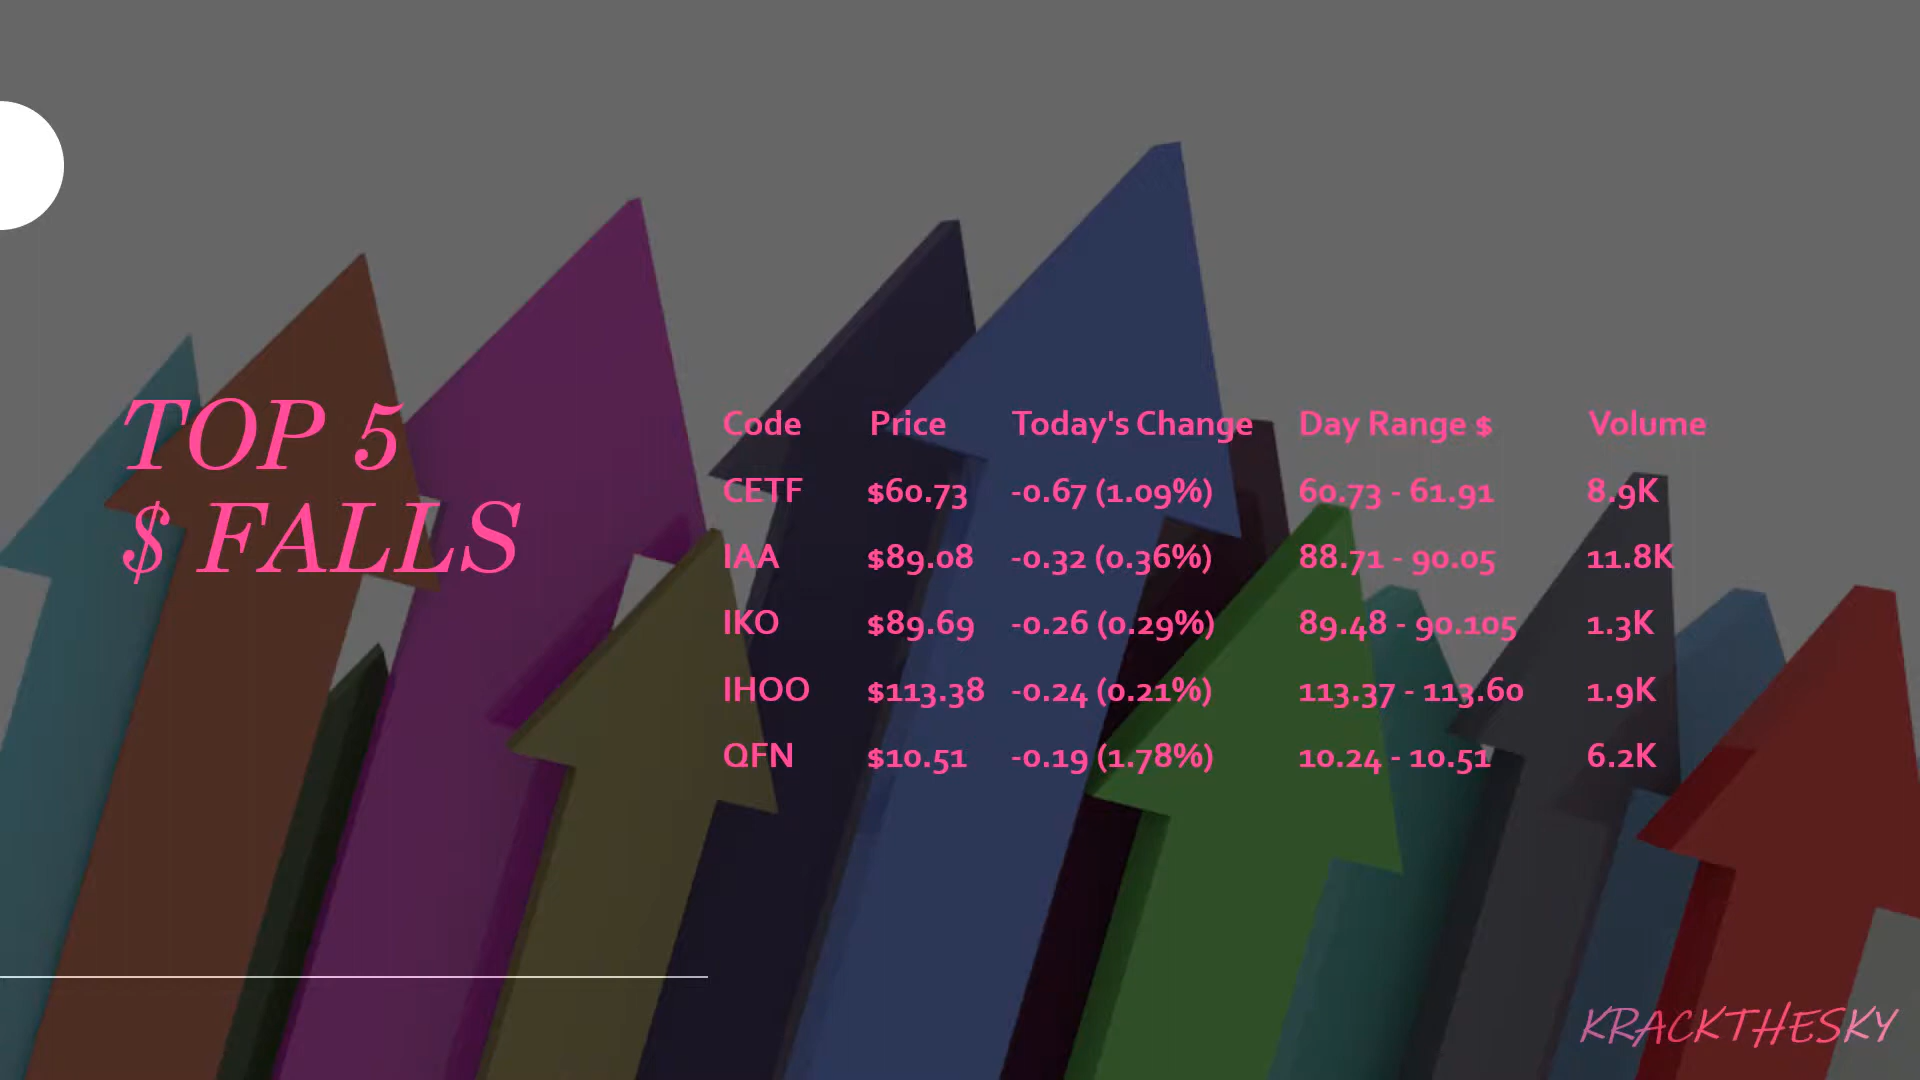 TOP 5
$ FALLS
Code Price Today's Change Day Range $ Volume
CETF $60.73 -0.67 (1.09%) 60.73 - 61.91 8.9K
IAA $89.08 -0.32 (0.36%) 88.71 - 90.05 11.8K
IKO $89.69 -0.26 (0.29%) 89.48 - 90.105 1.3K
IHOO $113.38 -0.24 (0.21%) 113.37 - 113.60 1.9K
QFN $10.51 -0.19 (1.78%) 10.24 - 10.51 6.2K
KRACKTHESKY